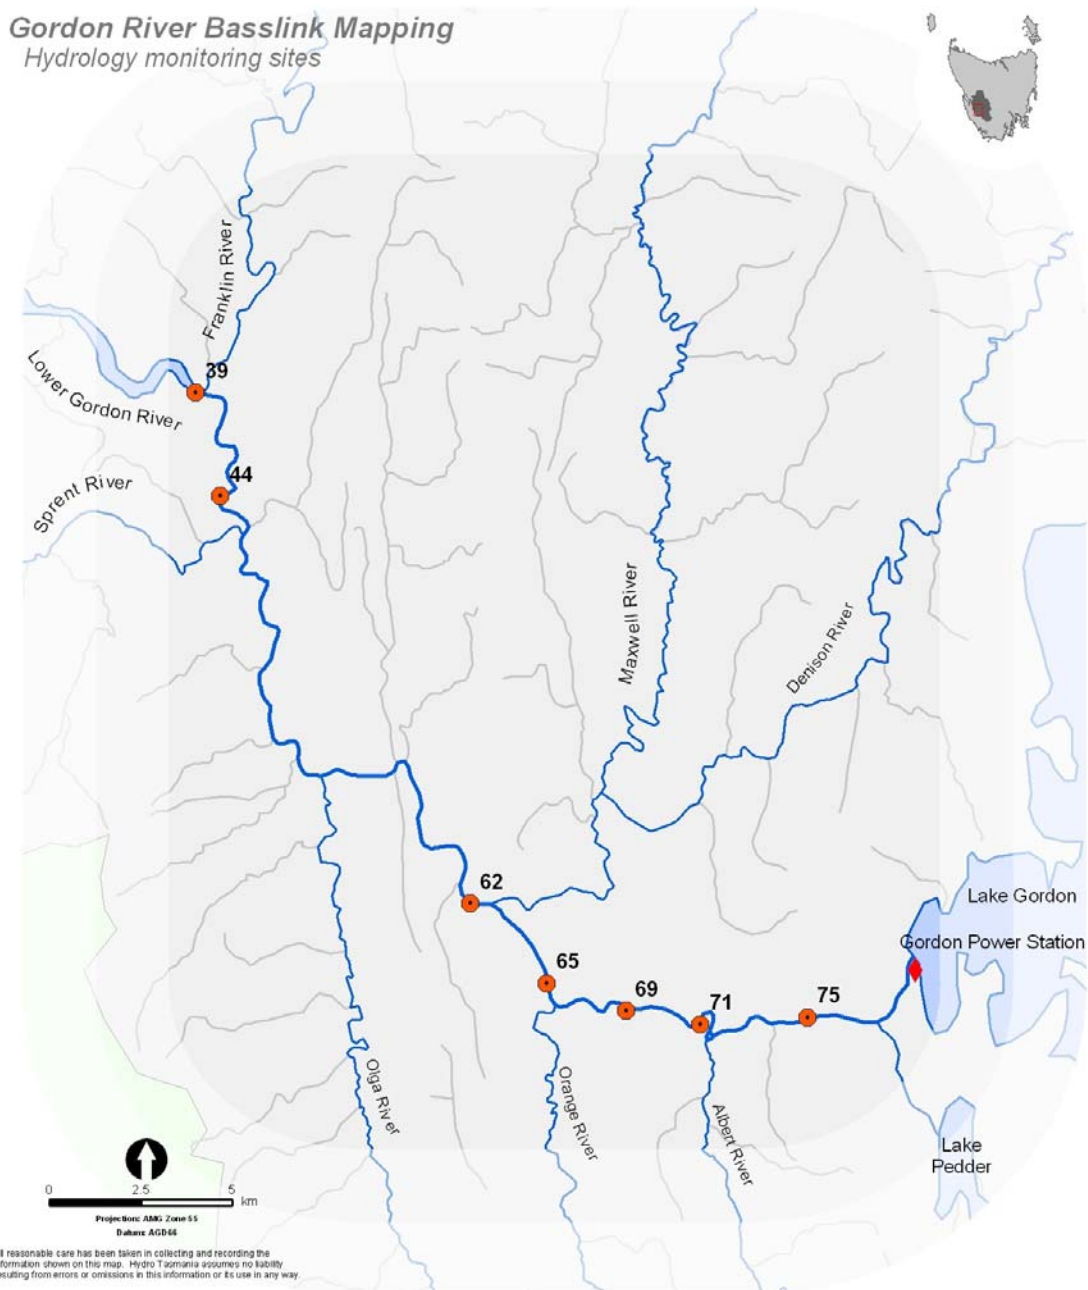 Gordon River Basslink Mapping
Hydrology monitoring sites
Franklin River
39
Lower Gordon River
44
Sprent River
Maxwell River
Denison River
62
Lake Gordon
Gordon Power Station
65
69
71
75
Olga River
Orange River
Albert River
Lake
Pedder
0 2.5 5
km
Projection: AMG Zone 55
Datum: AGD66
ll reasonable care has been taken in collecting and recording the
formation shown on this map. Hydro Tasmania assumes no liability
esulting from errors or omissions in this information or its use in any way.